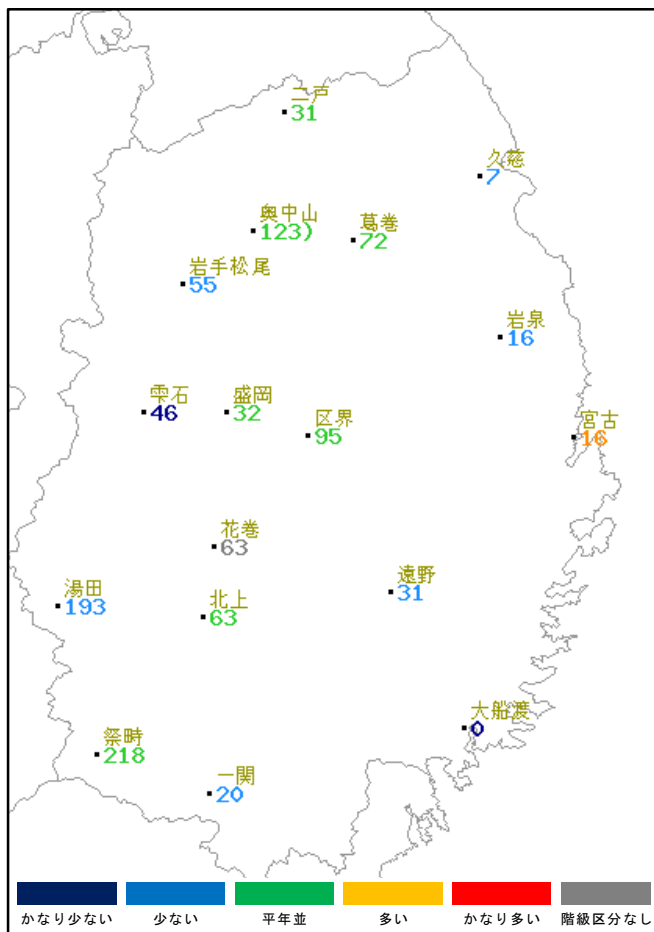 二戸
31
久慈
7
奥中山
123)
葛巻
72
岩手松尾
55
岩泉
16
雫石
46
盛岡
32
区界
95
宮古
16
花巻
63
湯田
193
北上
63
遠野
31
大船渡
0
祭畤
218
一関
20
かなり少ない 少ない 平年並 多い かなり多い 階級区分なし